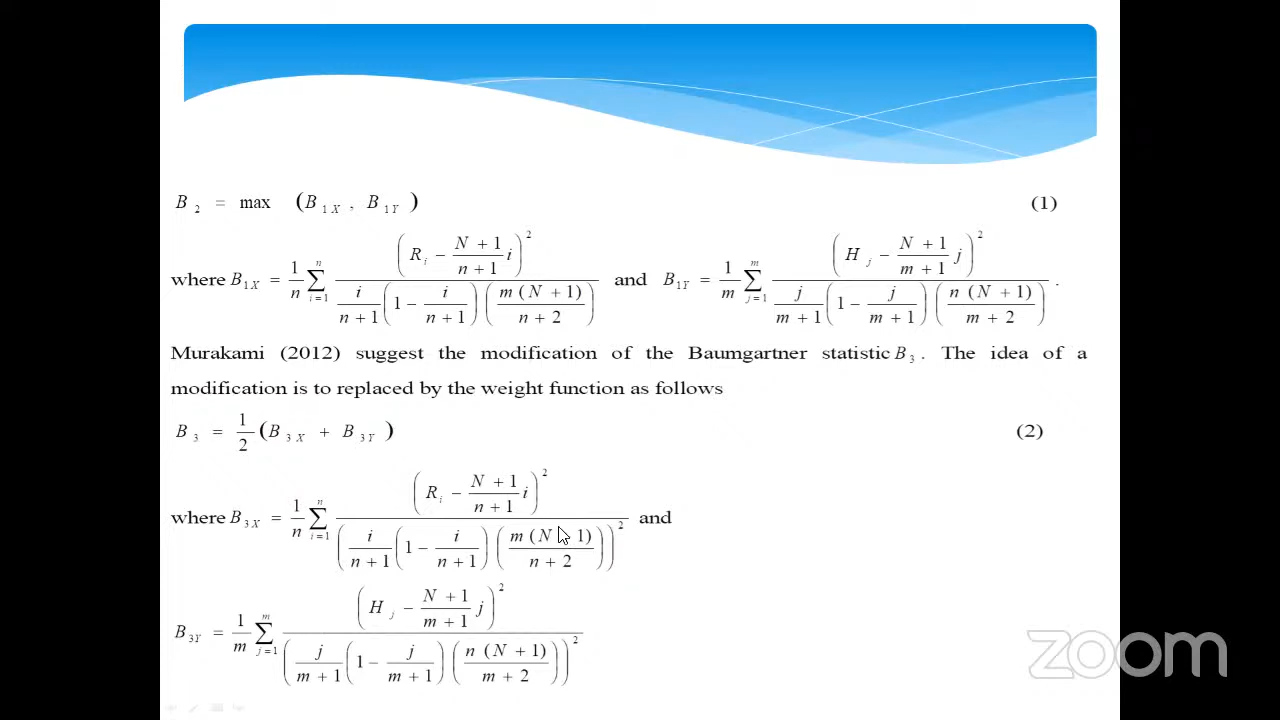 B₂ = max (B₁X , B₁Y) (1)
where B₁X = 1/n ∑_{i=1}^{n} (Rᵢ − (N+1)/(n+1) i)² / [ i/(n+1) (1 − i/(n+1)) (m(N+1)/(n+2)) ] and B₁Y = 1/m ∑_{j=1}^{m} (Hⱼ − (N+1)/(m+1) j)² / [ j/(m+1) (1 − j/(m+1)) (n(N+1)/(m+2)) ] .
Murakami (2012) suggest the modification of the Baumgartner statistic B₃ . The idea of a
modification is to replaced by the weight function as follows
B₃ = 1/2 (B₃X + B₃Y) (2)
where B₃X = 1/n ∑_{i=1}^{n} (Rᵢ − (N+1)/(n+1) i)² / ( i/(n+1) (1 − i/(n+1)) (m(N+1)/(n+2)) )² and
B₃Y = 1/m ∑_{j=1}^{m} (Hⱼ − (N+1)/(m+1) j)² / ( j/(m+1) (1 − j/(m+1)) (n(N+1)/(m+2)) )²
zoom